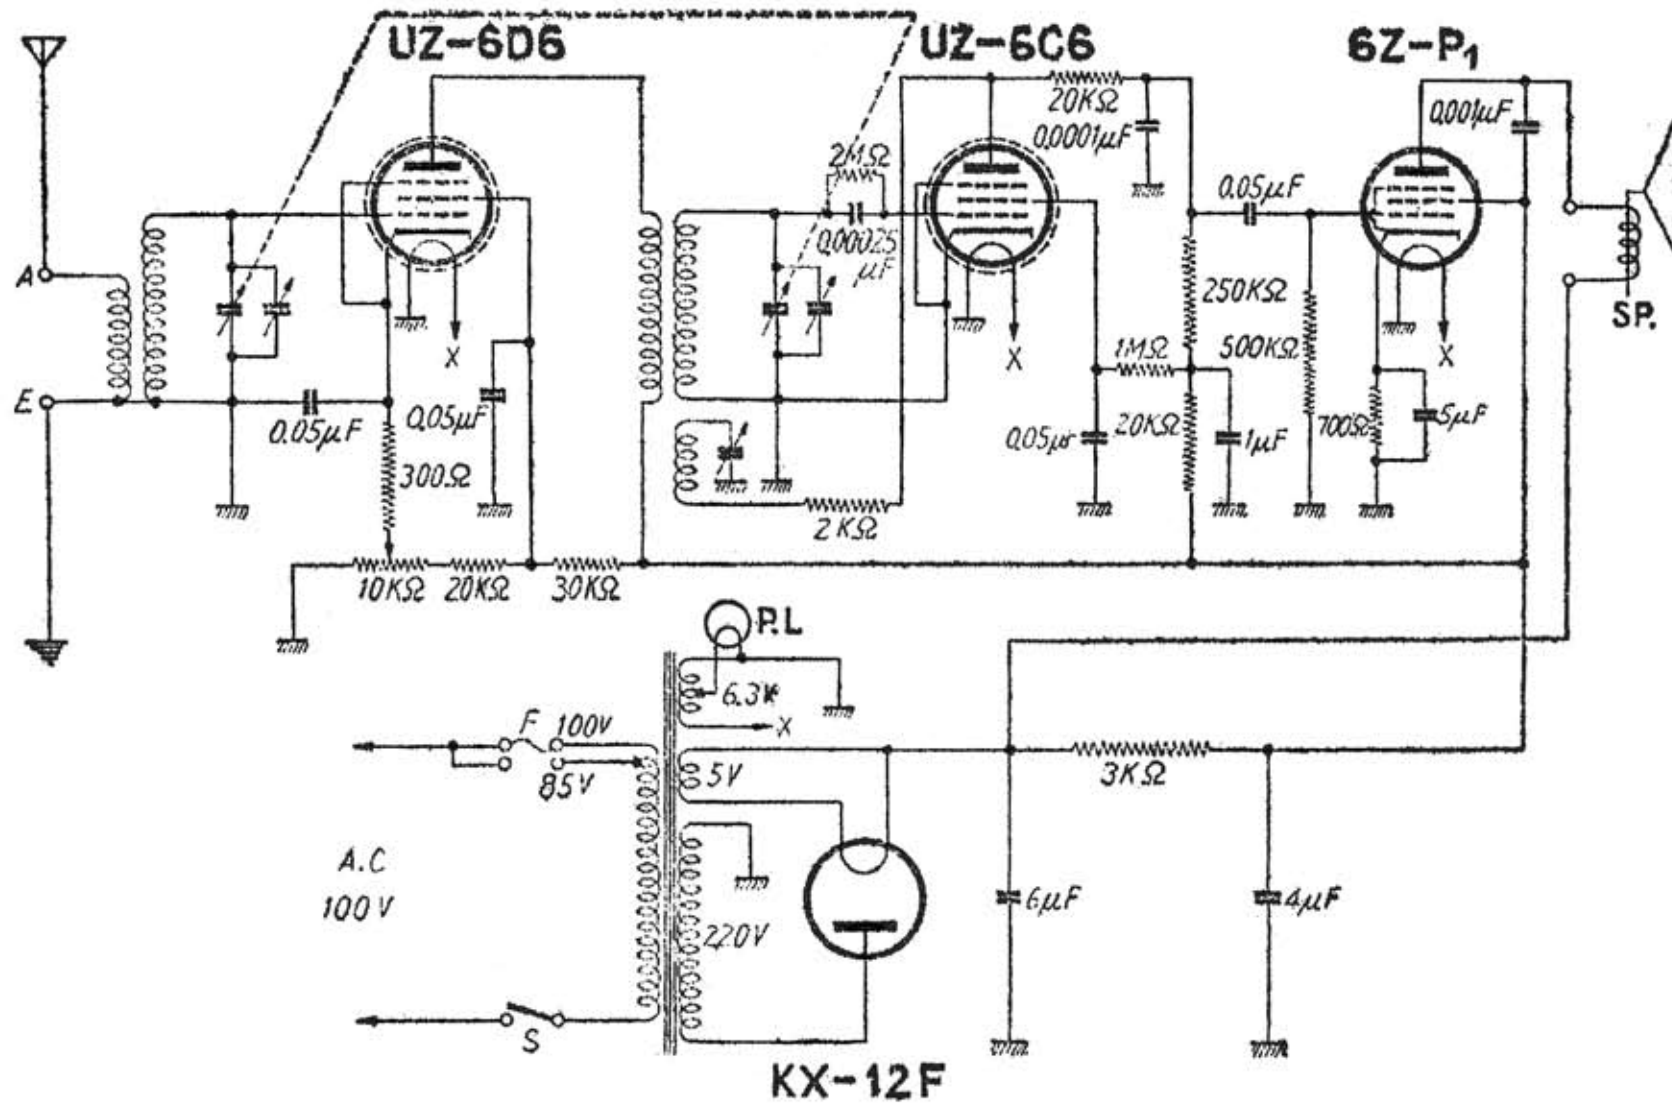 UZ-6D6
UZ-6C6
6Z-P1
20KΩ
0.0001μF
0.001μF
2MΩ
0.05μF
0.00025
μF
A
X
X
250KΩ
SP.
1MΩ
500KΩ
X
E
0.05μF
0.05μF
0.05μF
20KΩ
1μF
700Ω
5μF
300Ω
2KΩ
10KΩ
20KΩ
30KΩ
P.L
6.3V
X
F
100V
85V
5V
3KΩ
A.C
100V
220V
6μF
4μF
S
KX-12F